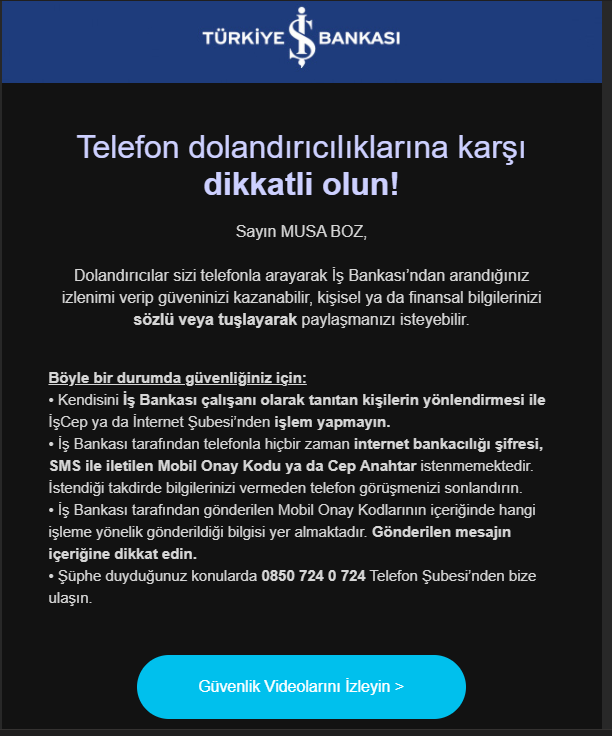 TÜRKİYE İŞ BANKASI
Telefon dolandırıcılıklarına karşı
dikkatli olun!
Sayın MUSA BOZ,
Dolandırıcılar sizi telefonla arayarak İş Bankası’ndan arandığınız
izlenimi verip güveninizi kazanabilir, kişisel ya da finansal bilgilerinizi
sözlü veya tuşlayarak paylaşmanızı isteyebilir.
Böyle bir durumda güvenliğiniz için:
• Kendisini İş Bankası çalışanı olarak tanıtan kişilerin yönlendirmesi ile
İşCep ya da İnternet Şubesi’nden işlem yapmayın.
• İş Bankası tarafından telefonla hiçbir zaman internet bankacılığı şifresi,
SMS ile iletilen Mobil Onay Kodu ya da Cep Anahtar istenmemektedir.
İstendiği takdirde bilgilerinizi vermeden telefon görüşmenizi sonlandırın.
• İş Bankası tarafından gönderilen Mobil Onay Kodlarının içeriğinde hangi
işleme yönelik gönderildiği bilgisi yer almaktadır. Gönderilen mesajın
içeriğine dikkat edin.
• Şüphe duyduğunuz konularda 0850 724 0 724 Telefon Şubesi’nden bize
ulaşın.
Güvenlik Videolarını İzleyin >